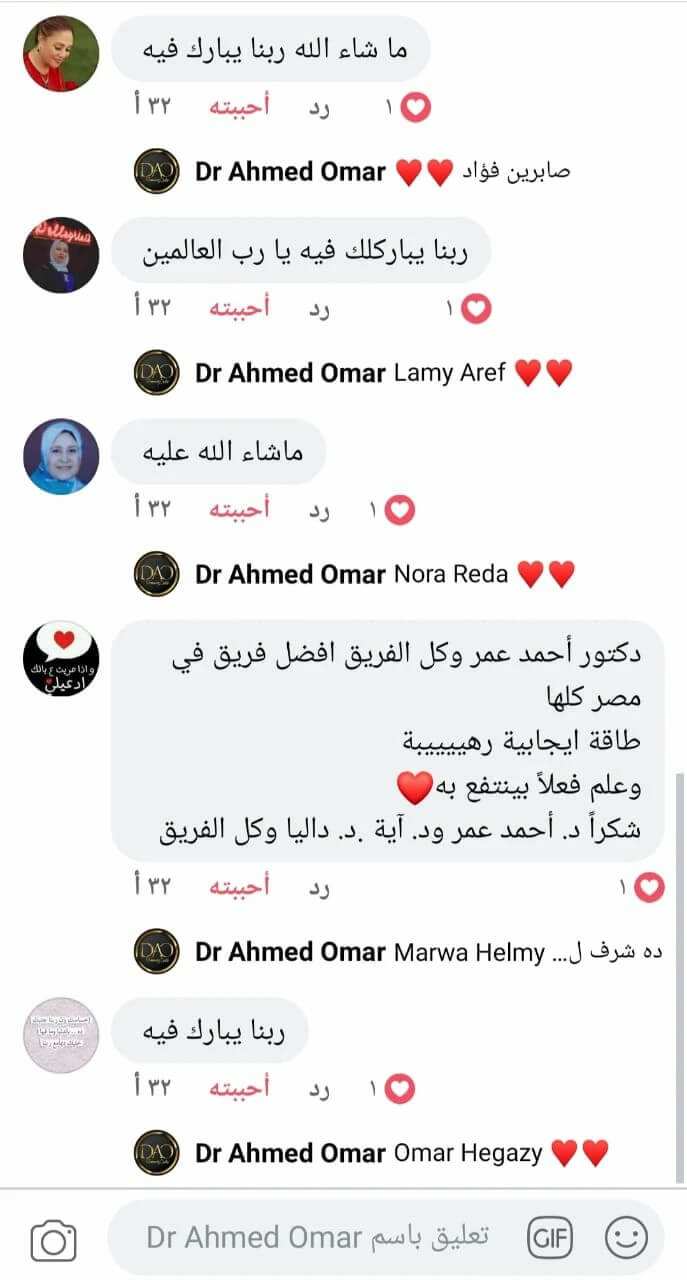 ما شاء الله ربنا يبارك فيه
٣٢ أ أحببته رد ١
Dr Ahmed Omar ♥️♥️ صابرين فؤاد
ربنا يباركلك فيه يا رب العالمين
٣٢ أ أحببته رد ١
Dr Ahmed Omar Lamy Aref ♥️♥️
ماشاء الله عليه
٣٢ أ أحببته رد ١
Dr Ahmed Omar Nora Reda ♥️♥️
ادعيلي
دكتور أحمد عمر وكل الفريق افضل فريق في
مصر كلها
طاقة ايجابية رهيييييبة
وعلم فعلاً بينتفع به♥️
شكراً د. أحمد عمر ود. آية .د. داليا وكل الفريق
٣٢ أ أحببته رد ١
Dr Ahmed Omar Marwa Helmy ده شرف ل...
ربنا يبارك فيه
٣٢ أ أحببته رد ١
Dr Ahmed Omar Omar Hegazy ♥️♥️
تعليق باسم Dr Ahmed Omar
GIF